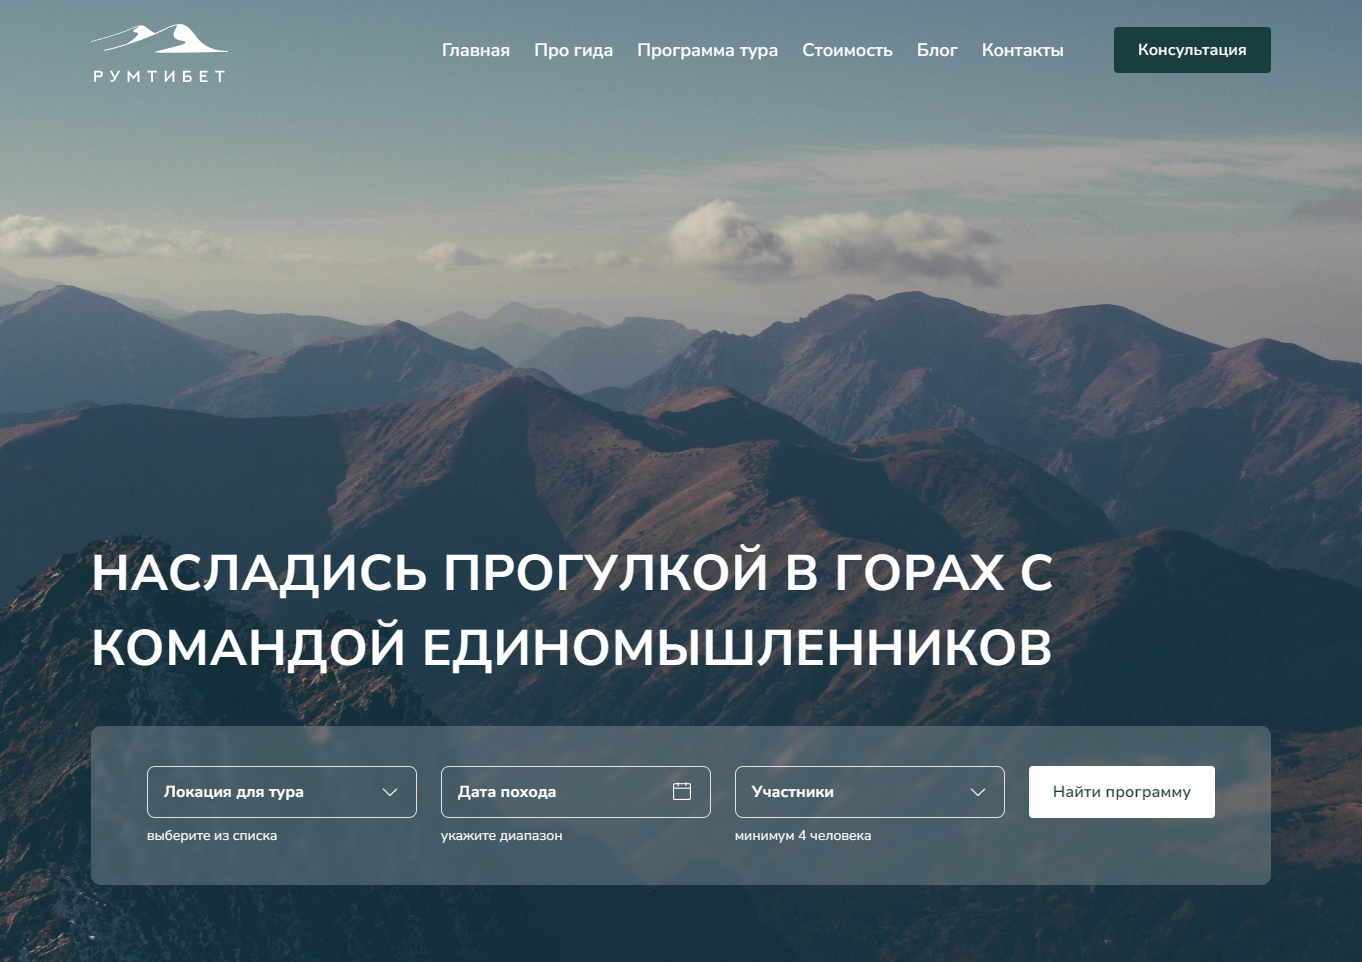 РУМТИБЕТ
Главная Про гида Программа тура Стоимость Блог Контакты
Консультация
НАСЛАДИСЬ ПРОГУЛКОЙ В ГОРАХ С
КОМАНДОЙ ЕДИНОМЫШЛЕННИКОВ
Локация для тура
выберите из списка
Дата похода
укажите диапазон
Участники
минимум 4 человека
Найти программу